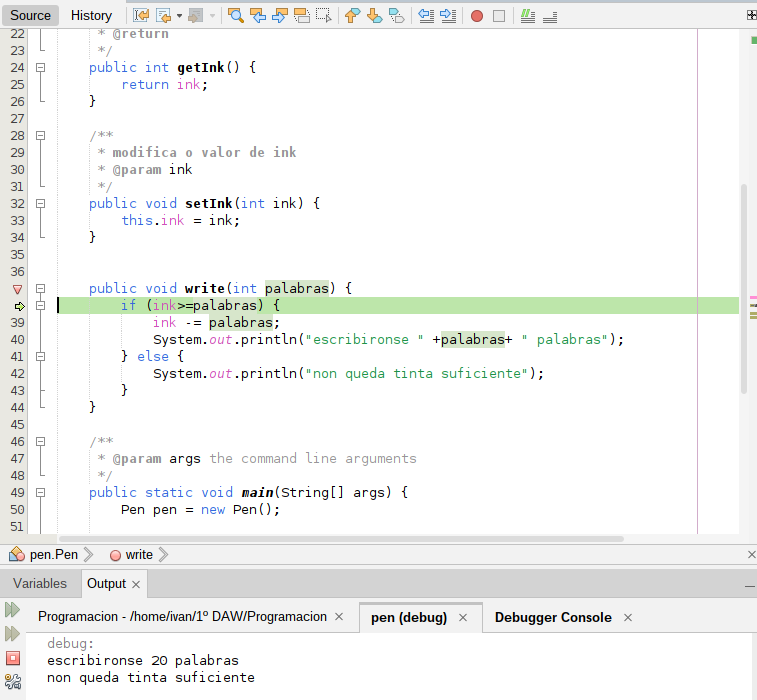 Source History
22 * @return
23 */
24 public int getInk() {
25 return ink;
26 }
27
28 /**
29 * modifica o valor de ink
30 * @param ink
31 */
32 public void setInk(int ink) {
33 this.ink = ink;
34 }
35
36
public void write(int palabras) {
if (ink>=palabras) {
39 ink -= palabras;
40 System.out.println("escribironse " +palabras+ " palabras");
41 } else {
42 System.out.println("non queda tinta suficiente");
43 }
44 }
45
46 /**
47 * @param args the command line arguments
48 */
49 public static void main(String[] args) {
50 Pen pen = new Pen();
51
pen.Pen write
Variables Output
Programacion - /home/ivan/1º DAW/Programacion pen (debug) Debugger Console
debug:
escribironse 20 palabras
non queda tinta suficiente